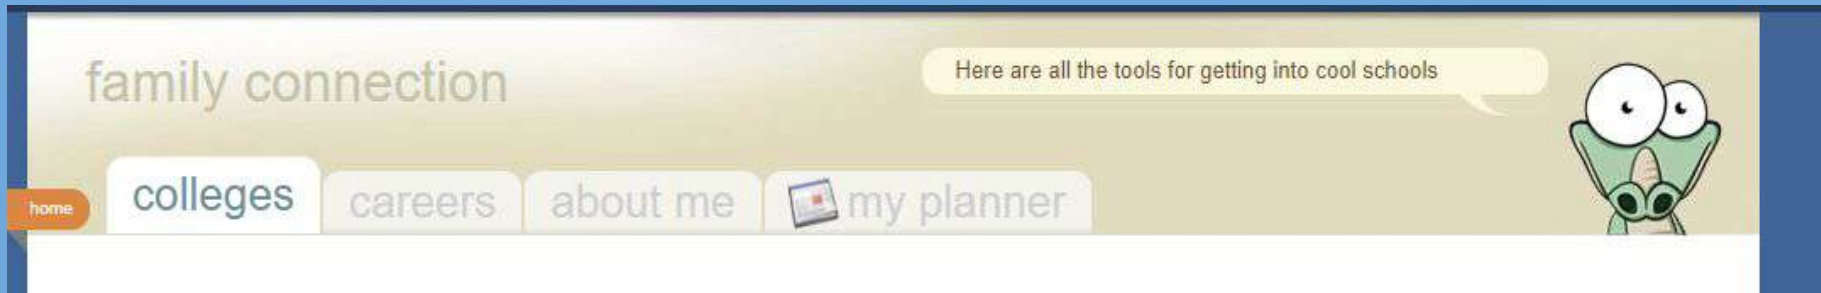 family connection
Here are all the tools for getting into cool schools
home
colleges
careers
about me
my planner